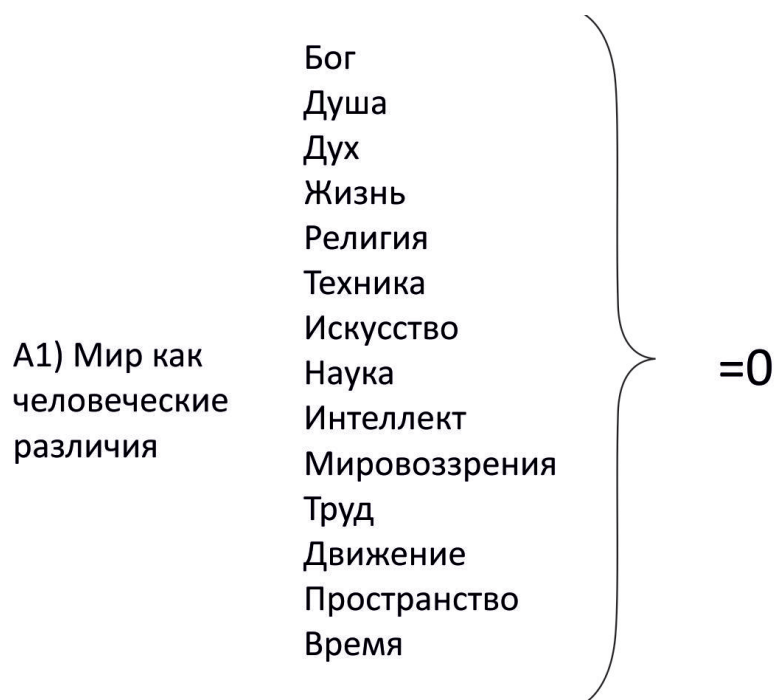 А1) Мир как
человеческие
различия
Бог
Душа
Дух
Жизнь
Религия
Техника
Искусство
Наука
Интеллект
Мировоззрения
Труд
Движение
Пространство
Время
=0